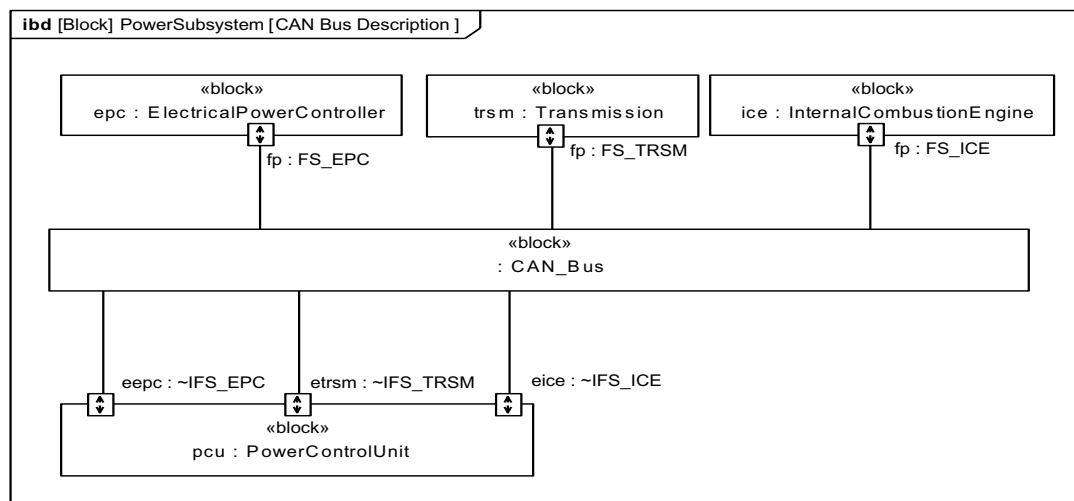 ibd [Block] PowerSubsystem [CAN Bus Description ]
«block» «block» «block»
epc : ElectricalPowerController trsm : Transmission ice : InternalCombustionEngine
fp : FS_EPC fp : FS_TRSM fp : FS_ICE
«block»
: CAN_Bus
eepc : ~IFS_EPC etrsm : ~IFS_TRSM eice : ~IFS_ICE
«block»
pcu : PowerControlUnit